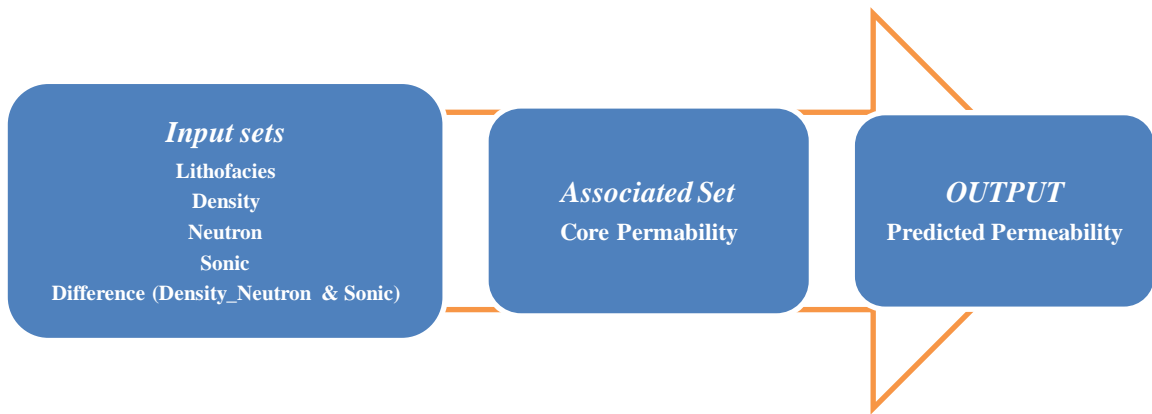 Input sets
Lithofacies
Density
Neutron
Sonic
Difference (Density_Neutron & Sonic)
Associated Set
Core Permability
OUTPUT
Predicted Permeability